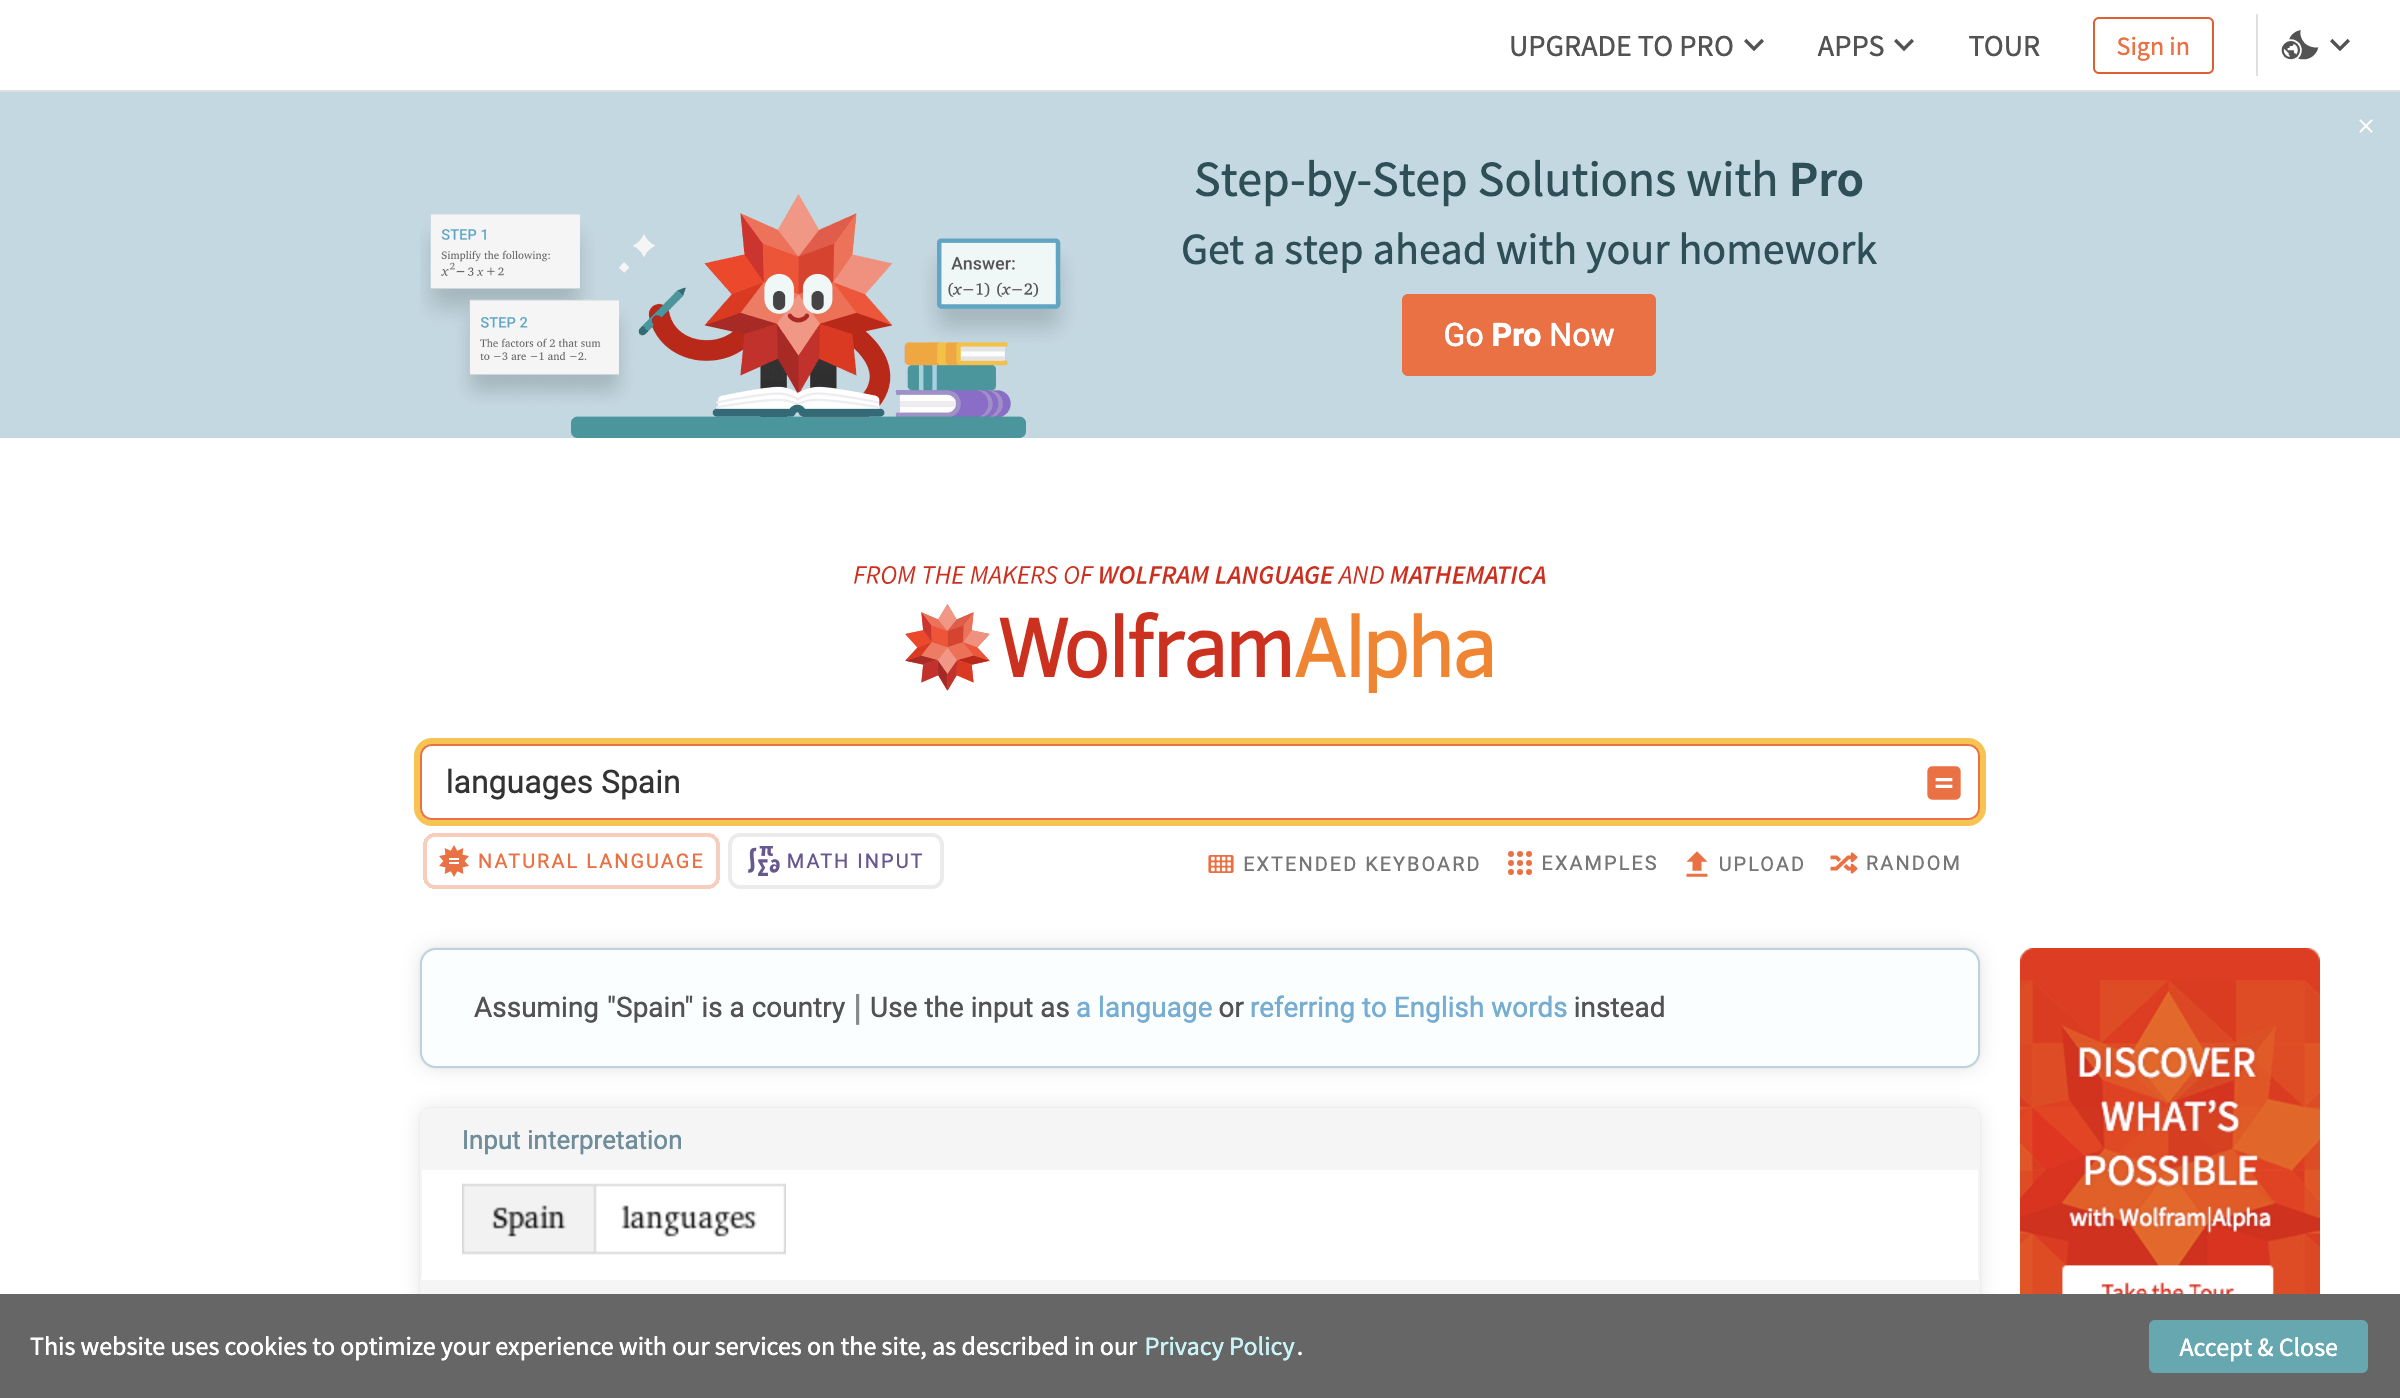 UPGRADE TO PRO
APPS
TOUR
Sign in
Step-by-Step Solutions with Pro
Get a step ahead with your homework
Go Pro Now
STEP 1
Simplify the following:
x² − 3 x + 2
STEP 2
The factors of 2 that sum
to −3 are −1 and −2.
Answer:
(x−1) (x−2)
FROM THE MAKERS OF WOLFRAM LANGUAGE AND MATHEMATICA
WolframAlpha
languages Spain
NATURAL LANGUAGE
MATH INPUT
EXTENDED KEYBOARD
EXAMPLES
UPLOAD
RANDOM
Assuming "Spain" is a country | Use the input as a language or referring to English words instead
Input interpretation
Spain
languages
DISCOVER
WHAT'S
POSSIBLE
with Wolfram|Alpha
Take the Tour
This website uses cookies to optimize your experience with our services on the site, as described in our Privacy Policy.
Accept & Close